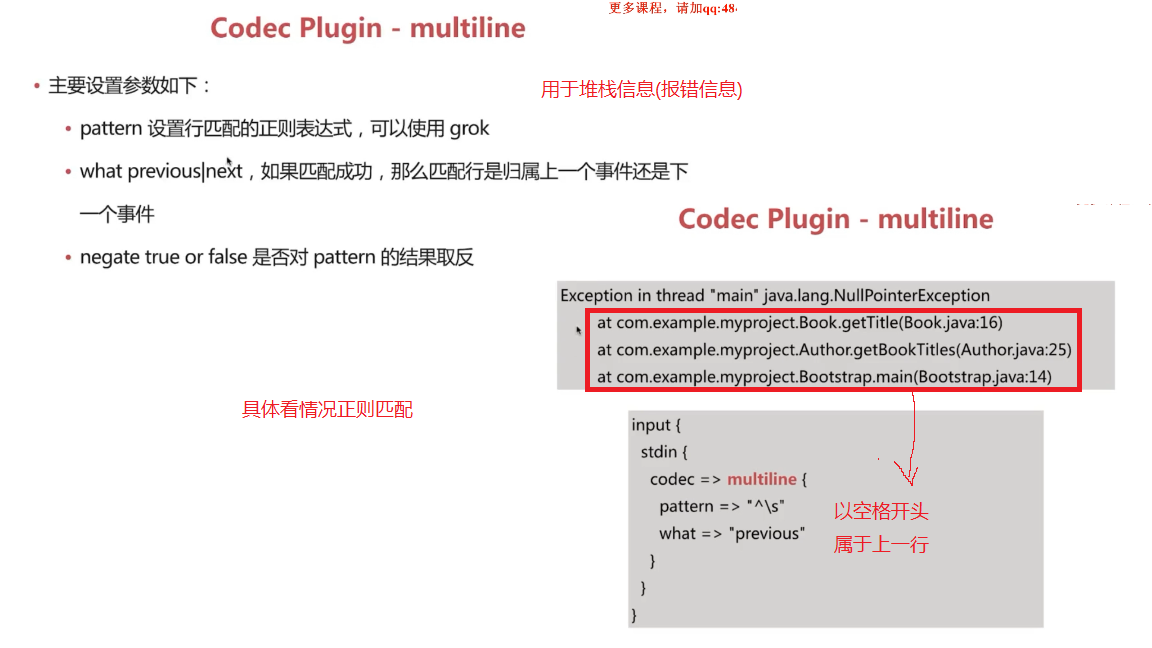 更多课程，请加qq:48
Codec Plugin - multiline
• 主要设置参数如下：
用于堆栈信息(报错信息)
• pattern 设置行匹配的正则表达式，可以使用 grok
• what previous|next，如果匹配成功，那么匹配行是归属上一个事件还是下
一个事件
• negate true or false 是否对 pattern 的结果取反
具体看情况正则匹配
Codec Plugin - multiline
Exception in thread "main" java.lang.NullPointerException
at com.example.myproject.Book.getTitle(Book.java:16)
at com.example.myproject.Author.getBookTitles(Author.java:25)
at com.example.myproject.Bootstrap.main(Bootstrap.java:14)
input {
stdin {
codec => multiline {
pattern => "^\s"
what => "previous"
}
}
}
以空格开头
属于上一行